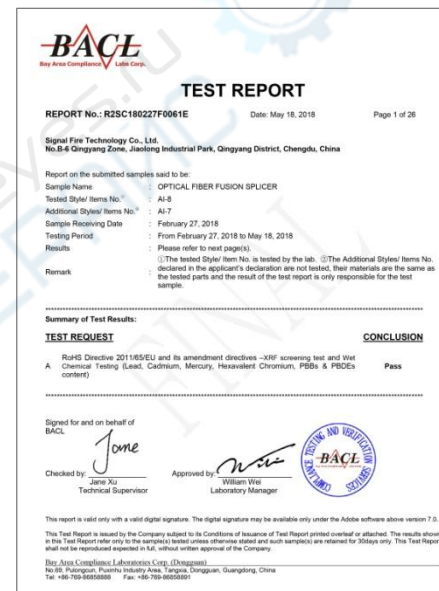 BACL
Bay Area Compliance Labs Corp.
TEST REPORT
REPORT No.: R2SC180227F0061E Date: May 18, 2018 Page 1 of 26
Signal Fire Technology Co., Ltd.
No.B-6 Qingyang Zone, Jiaolong Industrial Park, Qingyang District, Chengdu, China
Report on the submitted samples said to be:
Sample Name : OPTICAL FIBER FUSION SPLICER
Tested Style/ Items No.① : AI-8
Additional Styles/ Items No.② : AI-7
Sample Receiving Date : February 27, 2018
Testing Period : From February 27, 2018 to May 18, 2018
Results : Please refer to next page(s).
Remark : ①The tested Style/ Item No. is tested by the lab. ②The Additional Styles/ Items No.
declared in the applicant's declaration are not tested, their materials are the same as
the tested parts and the result of the test report is only responsible for the test
sample.
Summary of Test Results:
TEST REQUEST CONCLUSION
RoHS Directive 2011/65/EU and its amendment directives –XRF screening test and Wet
A Chemical Testing (Lead, Cadmium, Mercury, Hexavalent Chromium, PBBs & PBDEs Pass
content)
Signed for and on behalf of
BACL
Jane
Checked by: Approved by:
Jane Xu William Wei
Technical Supervisor Laboratory Manager
BACL
TESTING AND VERIFICATION SERVICES
This report is valid only with a valid digital signature. The digital signature may be available only under the Adobe software above version 7.0.
This Test Report is issued by the Company subject to its Conditions of Issuance of Test Report printed overleaf or attached. The results shown
in this Test Report refer only to the sample(s) tested unless otherwise stated and such sample(s) are retained for 30days only. This Test Report
shall not be reproduced expected in full, without written approval of the Company.
Bay Area Compliance Laboratories Corp. (Dongguan)
No.69, Pulongcun, Puxinhu Industry Area, Tangxia, Dongguan, Guangdong, China
Tel: +86-769-86858888 Fax: +86-769-86858891
FINAL